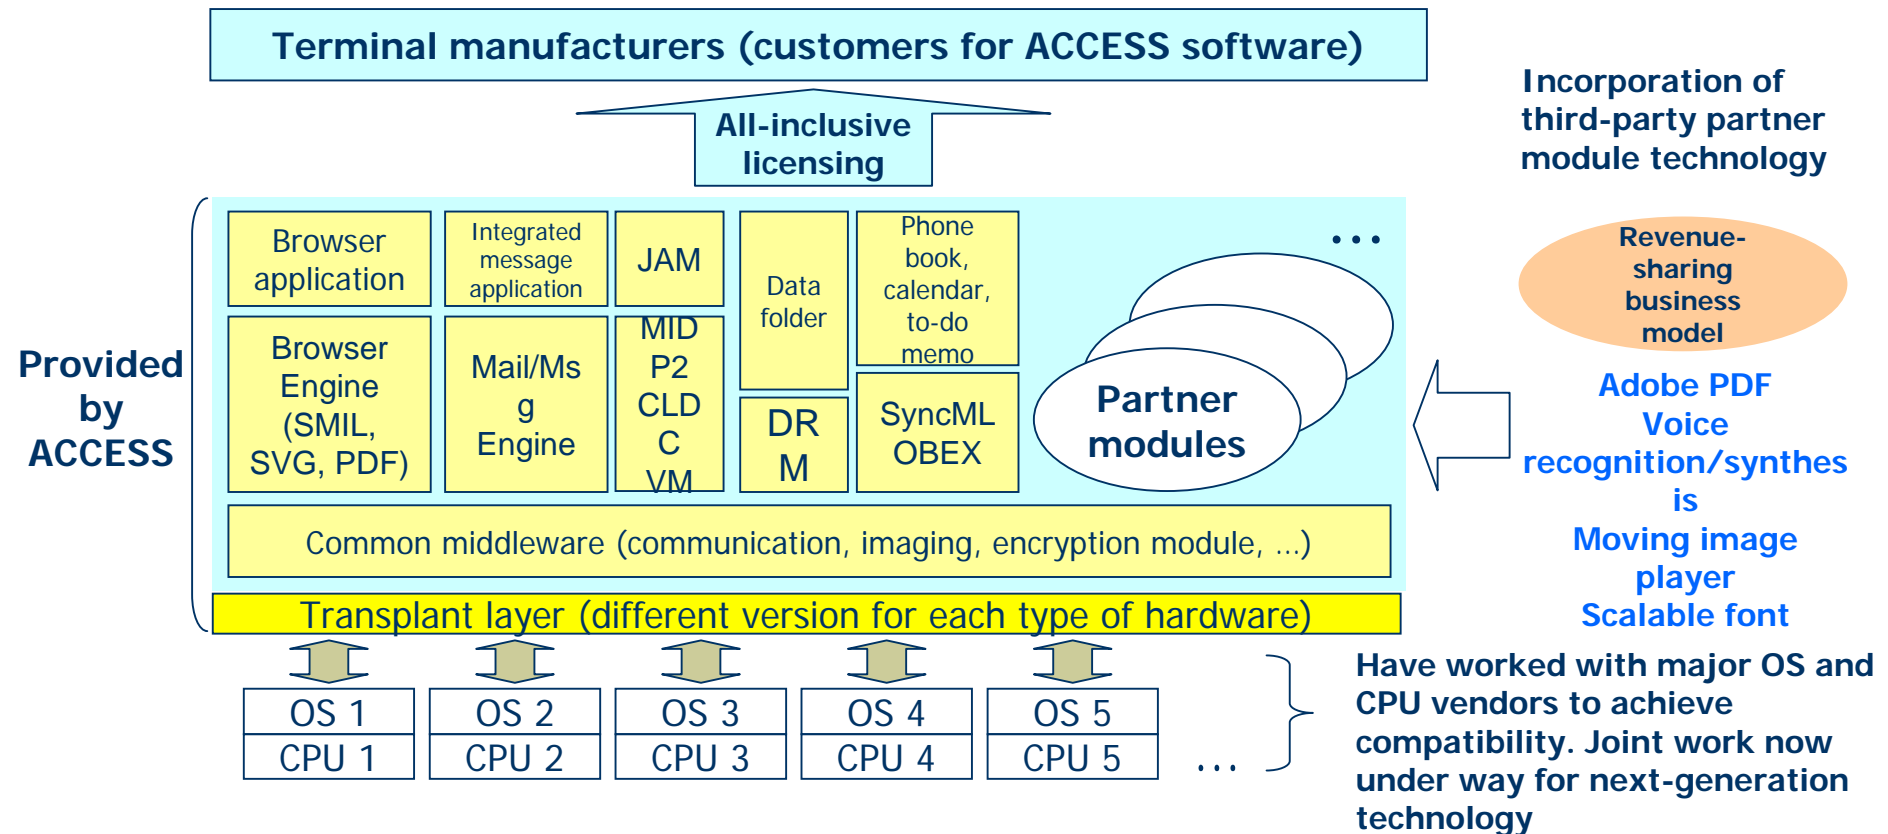 Terminal manufacturers (customers for ACCESS software)
All-inclusive
licensing
Incorporation of
third-party partner
module technology
Provided
by
ACCESS
Browser
application
Integrated
message
application
JAM
Data
folder
Phone
book,
calendar,
to-do
memo
...
Browser
Engine
(SMIL,
SVG, PDF)
Mail/Ms
g
Engine
MID
P2
CLD
C
VM
DR
M
SyncML
OBEX
Partner
modules
Revenue-
sharing
business
model
Adobe PDF
Voice
recognition/synthes
is
Moving image
player
Scalable font
Common middleware (communication, imaging, encryption module, ...)
Transplant layer (different version for each type of hardware)
OS 1
CPU 1
OS 2
CPU 2
OS 3
CPU 3
OS 4
CPU 4
OS 5
CPU 5
...
Have worked with major OS and
CPU vendors to achieve
compatibility. Joint work now
under way for next-generation
technology